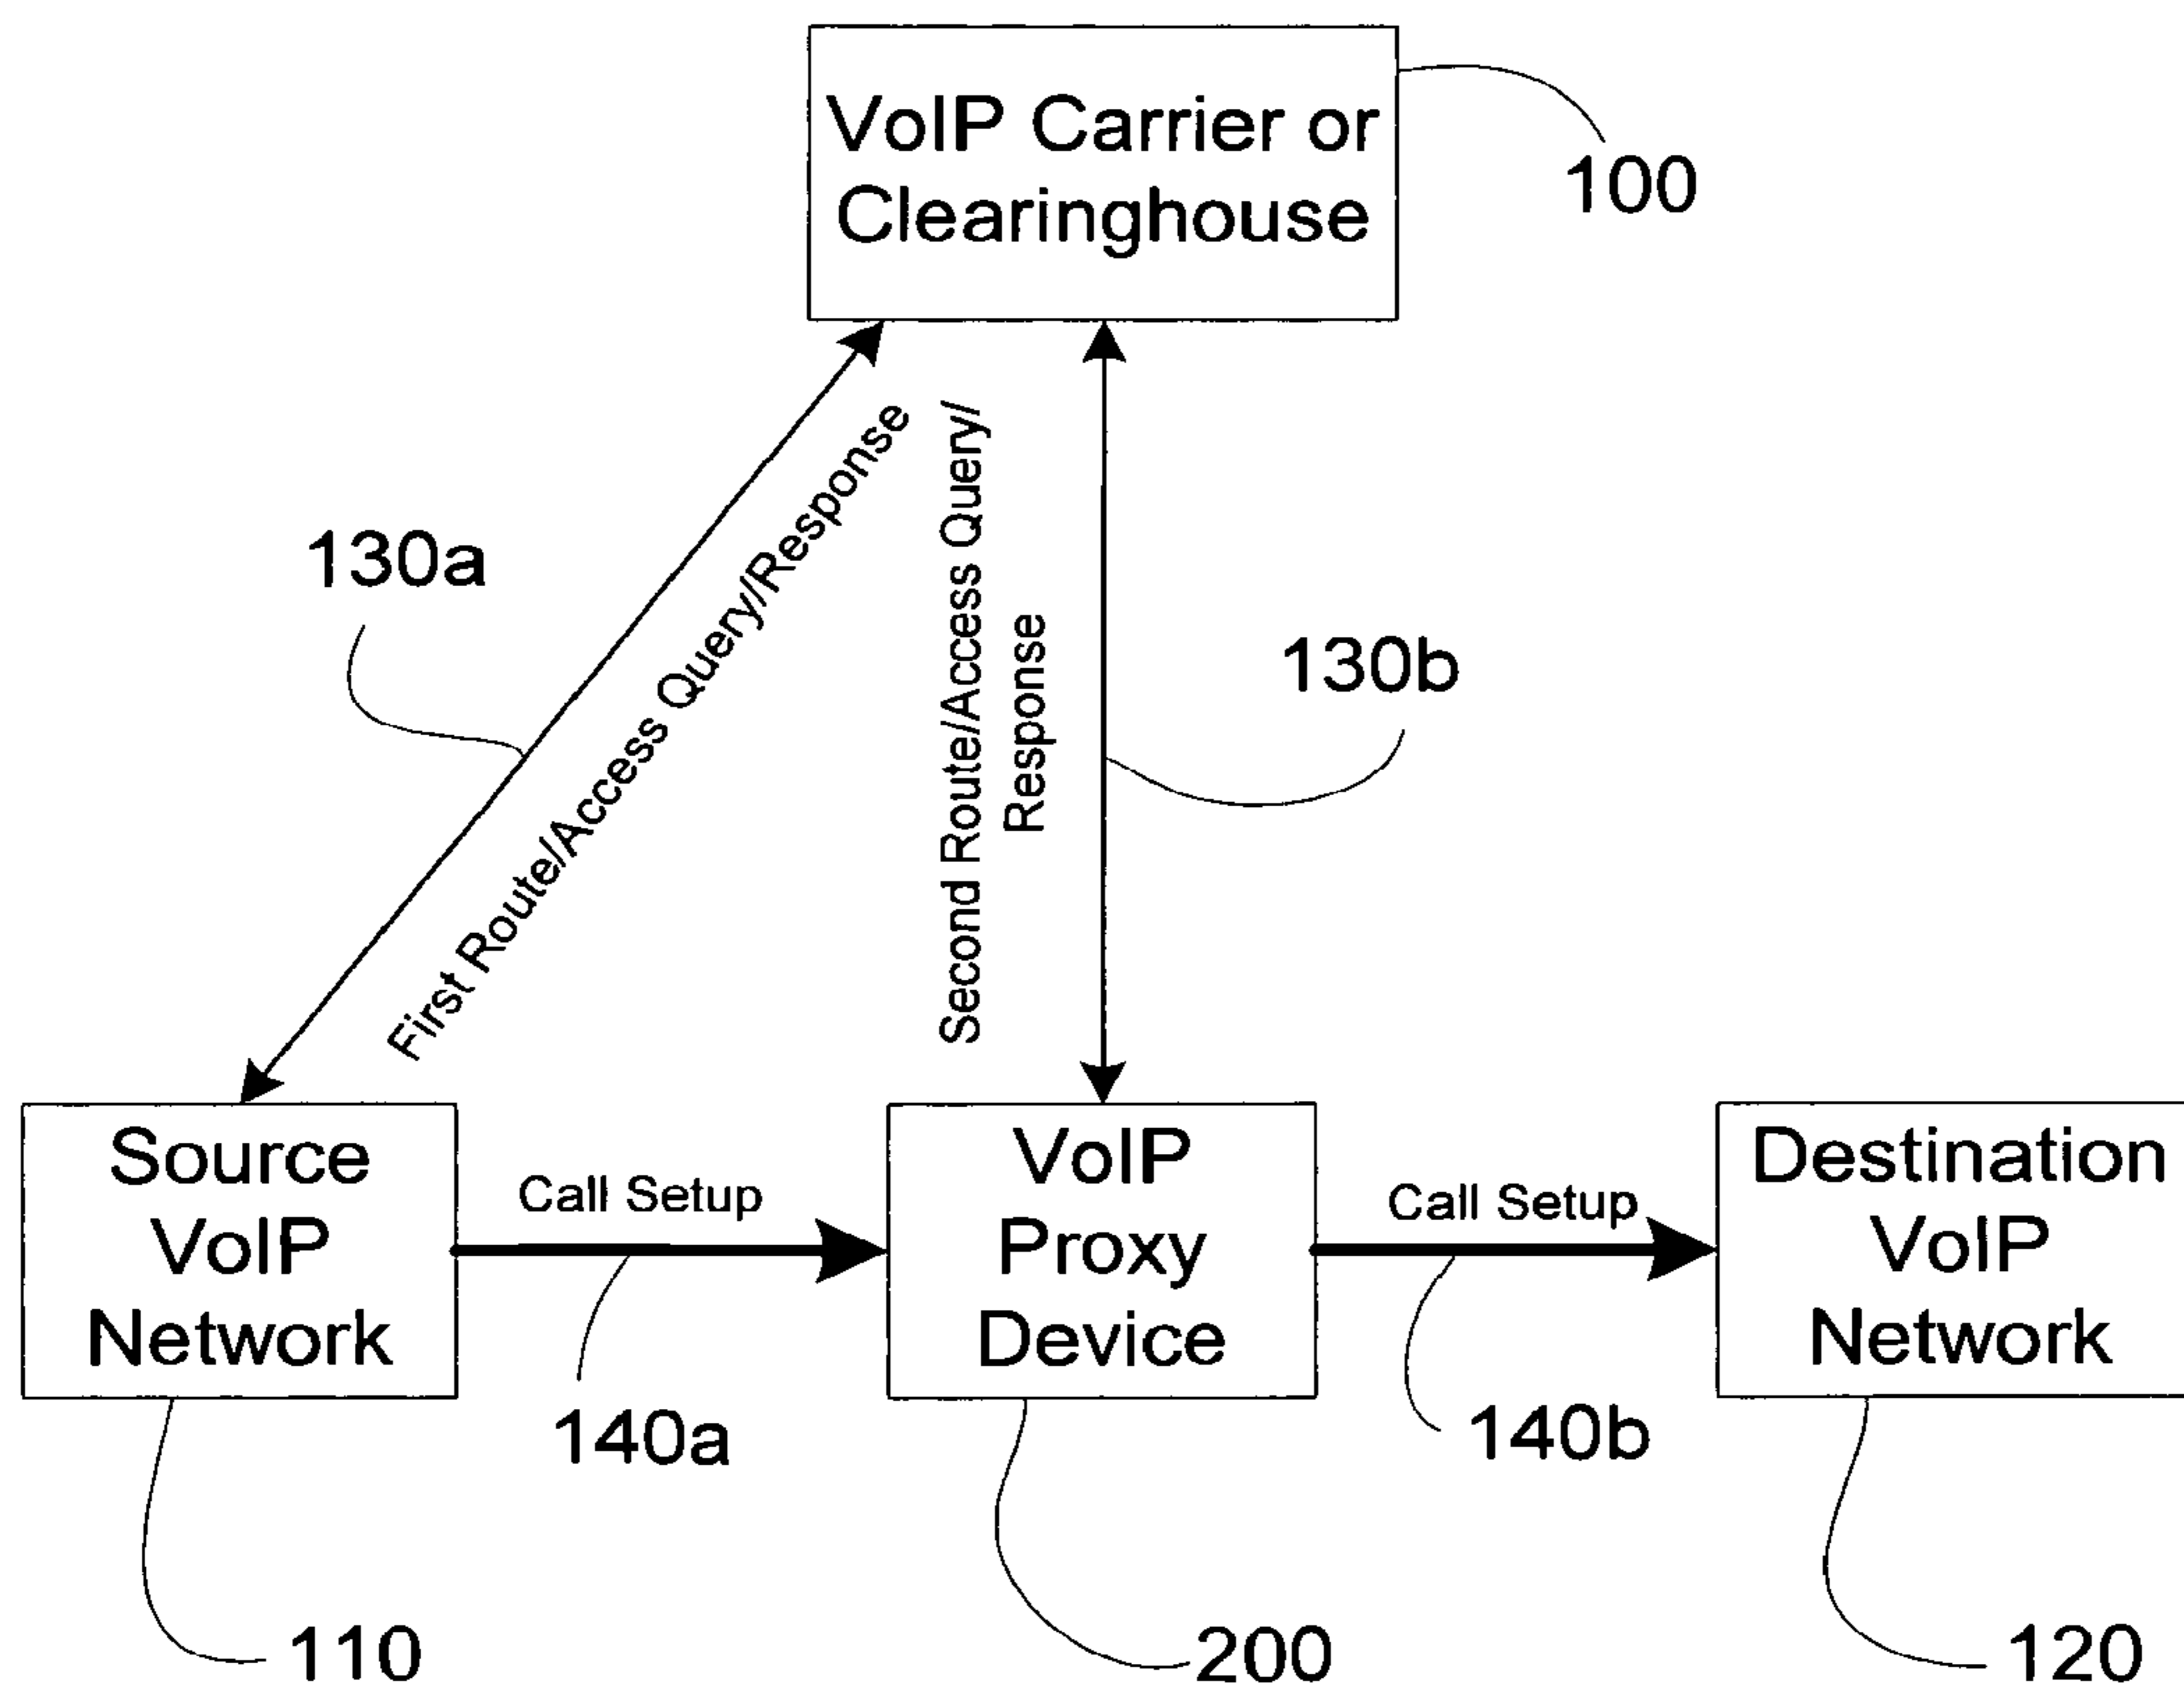 VoIP Carrier or
Clearinghouse
100
130a
First Route/Access Query/Response
Second Route/Access Query/
Response
130b
Source
VoIP
Network
Call Setup
VoIP
Proxy
Device
Call Setup
Destination
VoIP
Network
140a
140b
110
200
120